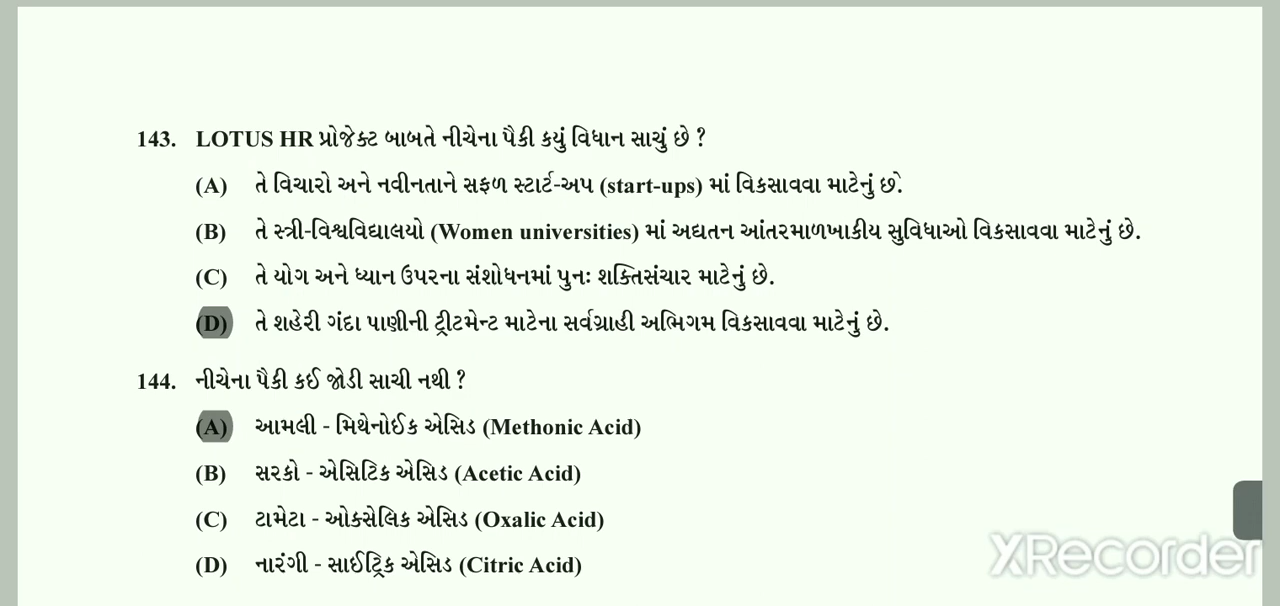 143. LOTUS HR પ્રોજેક્ટ બાબતે નીચેના પૈકી કયું વિધાન સાચું છે ?
(A) તે વિચારો અને નવીનતાને સફળ સ્ટાર્ટ-અપ (start-ups) માં વિકસાવવા માટેનું છે.
(B) તે સ્ત્રી-વિશ્વવિદ્યાલયો (Women universities) માં અદ્યતન આંતરમાળખાકીય સુવિધાઓ વિકસાવવા માટેનું છે.
(C) તે યોગ અને ધ્યાન ઉપરના સંશોધનમાં પુનઃ શક્તિસંચાર માટેનું છે.
(D) તે શહેરી ગંદા પાણીની ટ્રીટમેન્ટ માટેના સર્વગ્રાહી અભિગમ વિકસાવવા માટેનું છે.
144. નીચેના પૈકી કઈ જોડી સાચી નથી ?
(A) આમલી - મિથેનોઈક એસિડ (Methonic Acid)
(B) સરકો - એસિટિક એસિડ (Acetic Acid)
(C) ટામેટા - ઓક્સેલિક એસિડ (Oxalic Acid)
(D) નારંગી - સાઈટ્રિક એસિડ (Citric Acid)
XRecorder